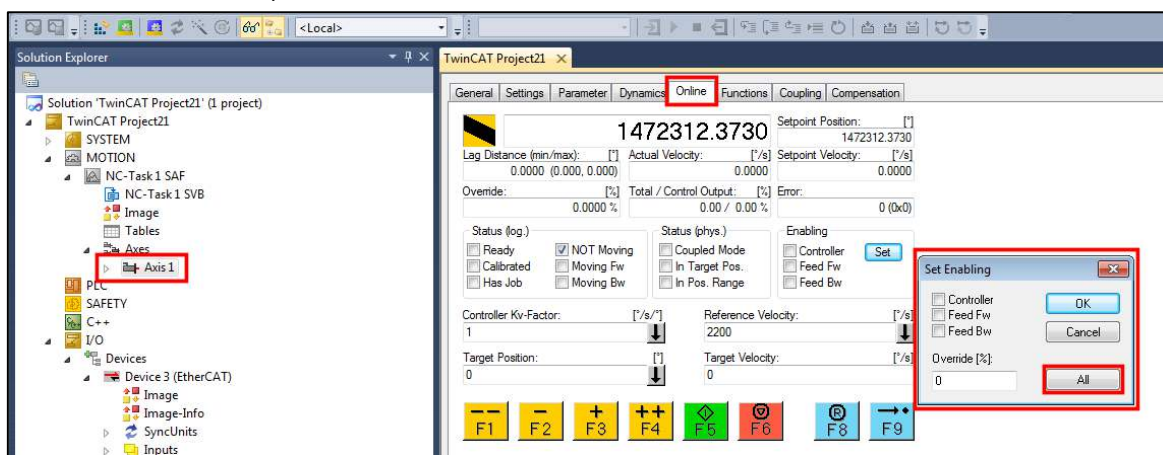 <Local>
Solution Explorer
TwinCAT Project21
Solution 'TwinCAT Project21' (1 project)
TwinCAT Project21
SYSTEM
MOTION
NC-Task 1 SAF
NC-Task 1 SVB
Image
Tables
Axes
Axis 1
PLC
SAFETY
C++
I/O
Devices
Device 3 (EtherCAT)
Image
Image-Info
SyncUnits
Inputs
General Settings Parameter Dynamics Online Functions Coupling Compensation
1472312.3730
Setpoint Position: [°]
1472312.3730
Lag Distance (min/max): [°] Actual Velocity: [°/s] Setpoint Velocity: [°/s]
0.0000 (0.000, 0.000) 0.0000 0.0000
Override: [%] Total / Control Output: [%] Error:
0.0000 % 0.00 / 0.00 % 0 (0x0)
Status (log.) Status (phys.) Enabling
Ready NOT Moving Coupled Mode Controller Set
Calibrated Moving Fw In Target Pos. Feed Fw
Has Job Moving Bw In Pos. Range Feed Bw
Controller Kv-Factor: [°/s/°] Reference Velocity: [°/s]
1 2200
Target Position: [°] Target Velocity: [°/s]
0 0
-- - + ++ R
F1 F2 F3 F4 F5 F6 F8 F9
Set Enabling
Controller OK
Feed Fw
Feed Bw Cancel
Override [%]:
0 All